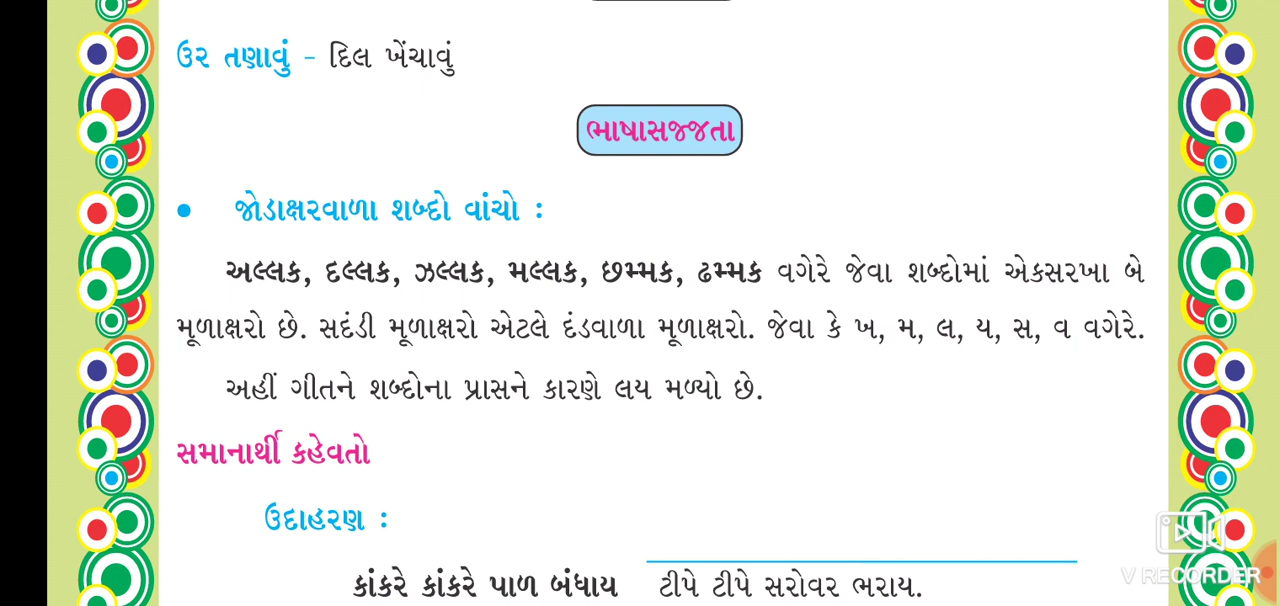 ઉર તણાવું - દિલ ખેંચાવું
ભાષાસજ્જતા
• જોડાક્ષરવાળા શબ્દો વાંચો :
અલ્લક, દલ્લક, ઝલ્લક, મલ્લક, છમ્મક, ઢમ્મક વગેરે જેવા શબ્દોમાં એકસરખા બે
મૂળાક્ષરો છે. સદંડી મૂળાક્ષરો એટલે દંડવાળા મૂળાક્ષરો. જેવા કે ખ, મ, લ, ય, સ, વ વગેરે.
અહીં ગીતને શબ્દોના પ્રાસને કારણે લય મળ્યો છે.
સમાનાર્થી કહેવતો
ઉદાહરણ :
કાંકરે કાંકરે પાળ બંધાય ટીપે ટીપે સરોવર ભરાય.
V RECORDER